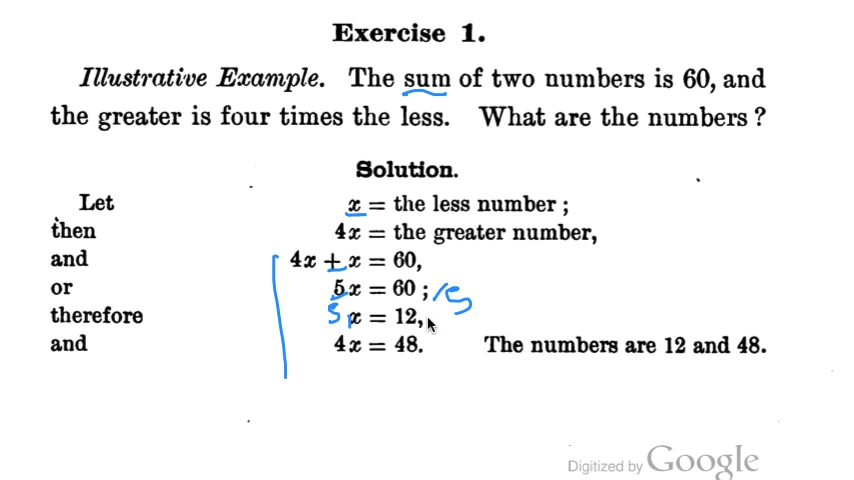 Exercise 1.
Illustrative Example. The sum of two numbers is 60, and
the greater is four times the less. What are the numbers ?
Solution.
Let x = the less number ;
then 4x = the greater number,
and 4x + x = 60,
or 5x = 60 ; /5
therefore 5 x = 12,
and 4x = 48. The numbers are 12 and 48.
Digitized by Google